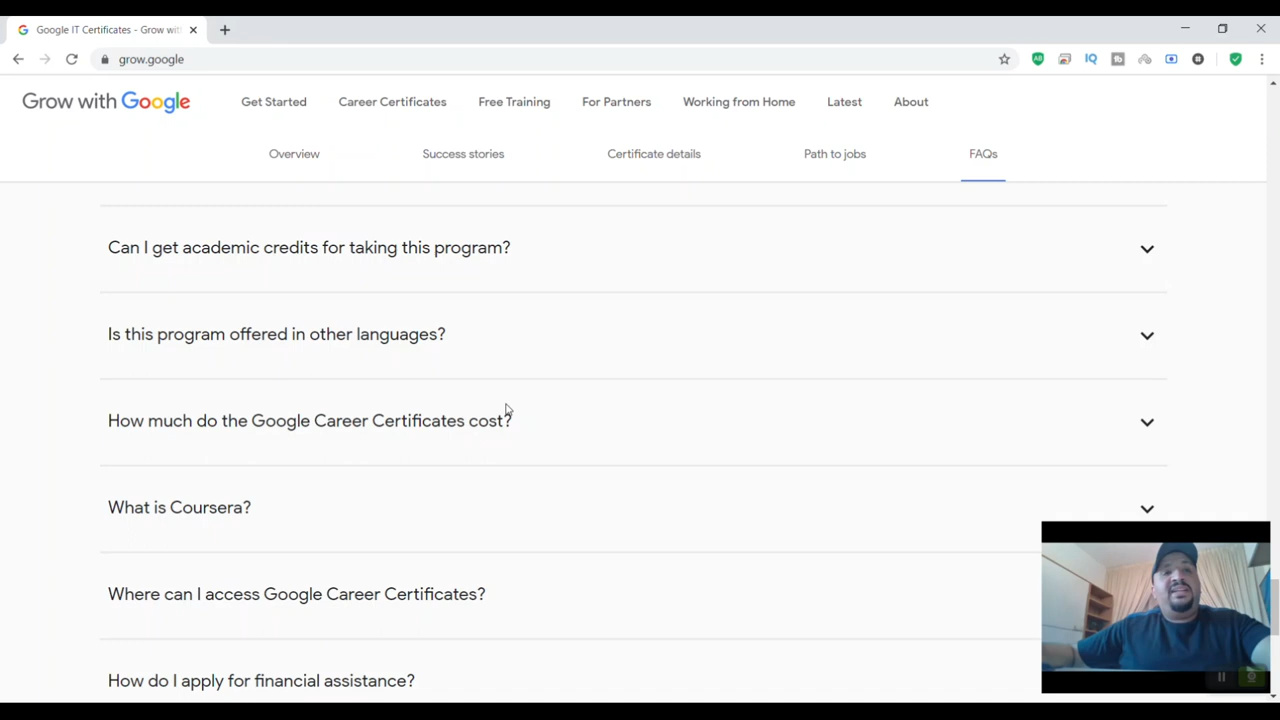 Google IT Certificates - Grow wit
grow.google
Grow with Google
Get Started
Career Certificates
Free Training
For Partners
Working from Home
Latest
About
Overview
Success stories
Certificate details
Path to jobs
FAQs
Can I get academic credits for taking this program?
Is this program offered in other languages?
How much do the Google Career Certificates cost?
What is Coursera?
Where can I access Google Career Certificates?
How do I apply for financial assistance?